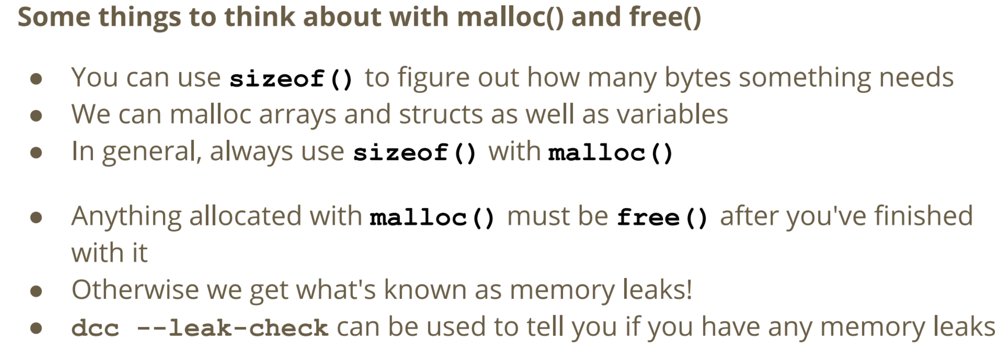 Some things to think about with malloc() and free()
● You can use sizeof() to figure out how many bytes something needs
● We can malloc arrays and structs as well as variables
● In general, always use sizeof() with malloc()
● Anything allocated with malloc() must be free() after you've finished
with it
● Otherwise we get what's known as memory leaks!
● dcc --leak-check can be used to tell you if you have any memory leaks